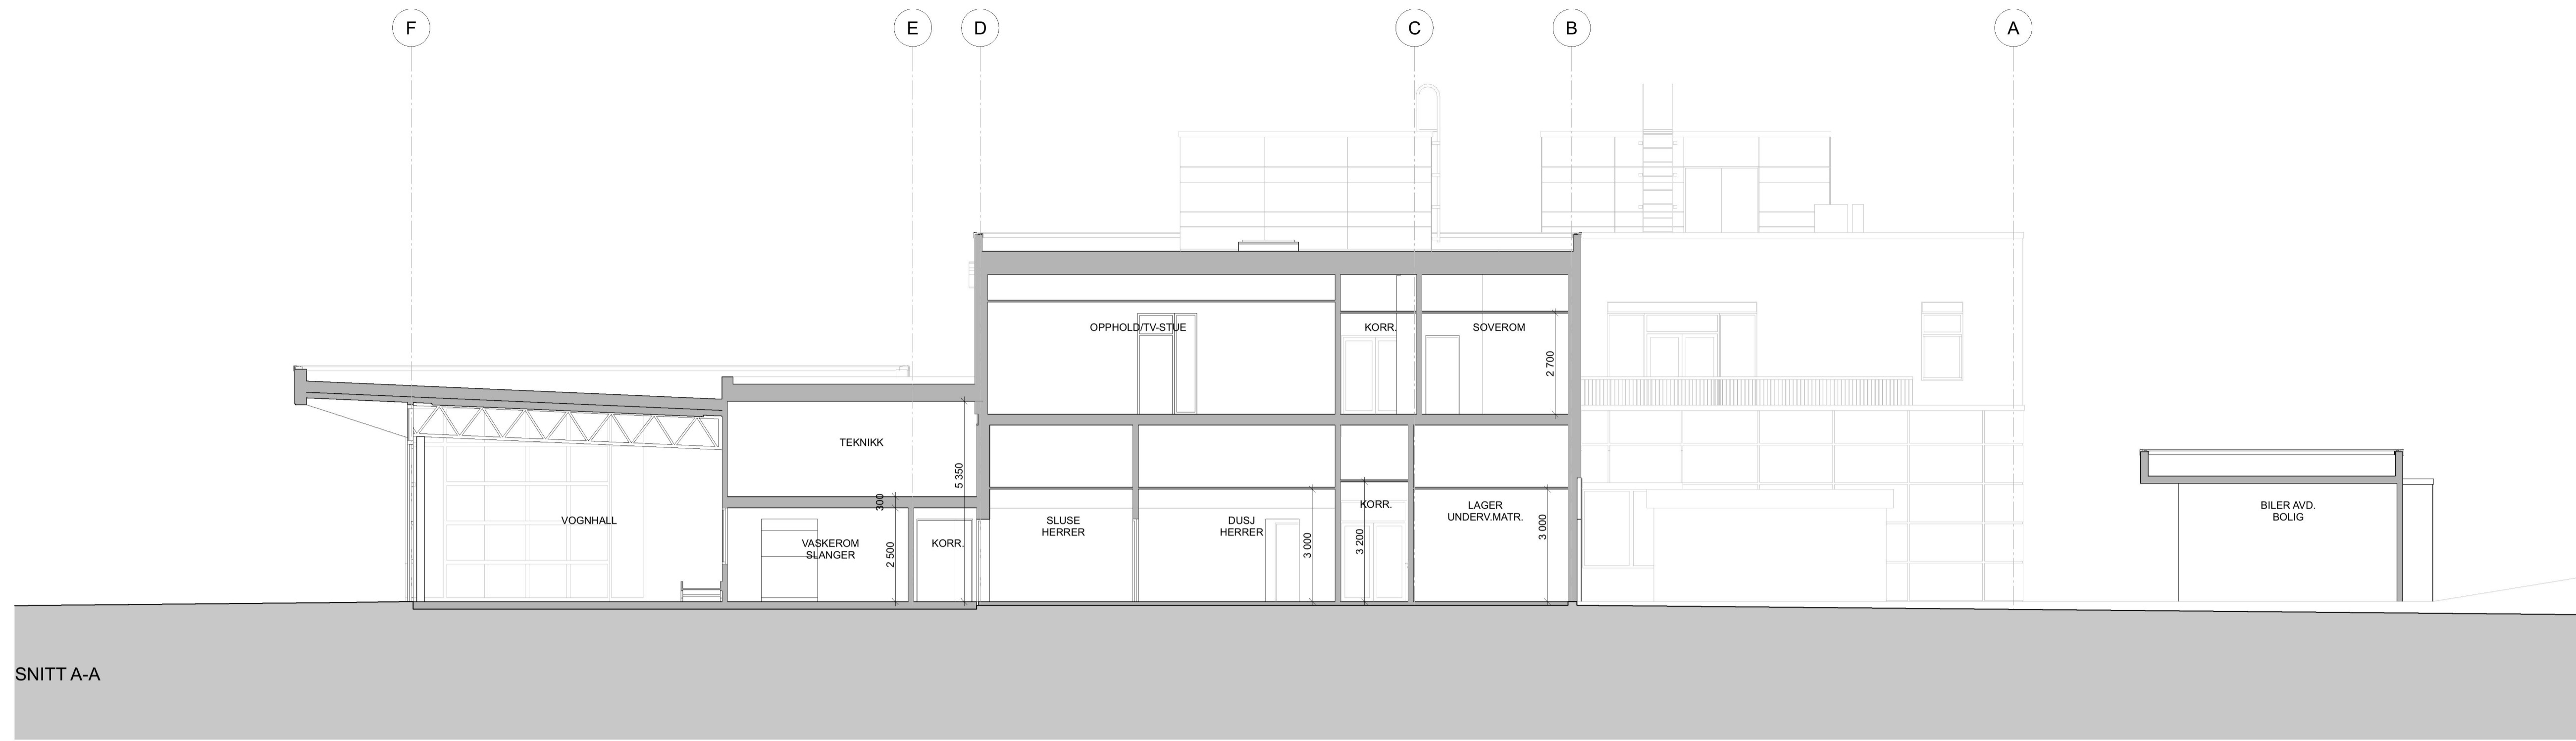 F
E
D
C
B
A
OPPHOLD/TV-STUE
KORR.
SOVEROM
2 700
TEKNIKK
5 350
300
VOGNHALL
VASKEROM
SLANGER
2 500
KORR.
SLUSE
HERRER
DUSJ
HERRER
3 000
KORR.
3 200
LAGER
UNDERV.MATR.
3 000
BILER AVD.
BOLIG
SNITT A-A